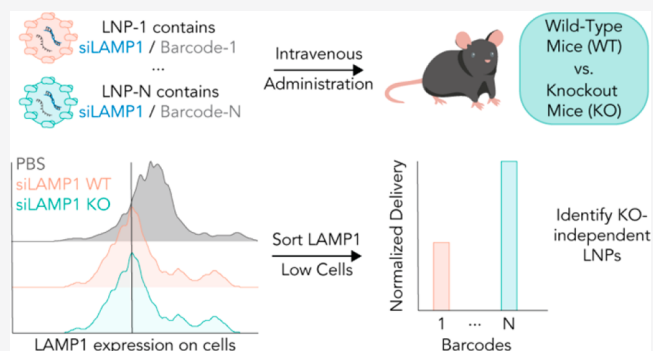 LNP-1 contains
siLAMP1 / Barcode-1
...
LNP-N contains
siLAMP1 / Barcode-N
Intravenous
Administration
Wild-Type
Mice (WT)
vs.
Knockout
Mice (KO)
PBS
siLAMP1 WT
siLAMP1 KO
LAMP1 expression on cells
Sort LAMP1
Low Cells
Normalized Delivery
1 ... N
Barcodes
Identify KO-
independent
LNPs